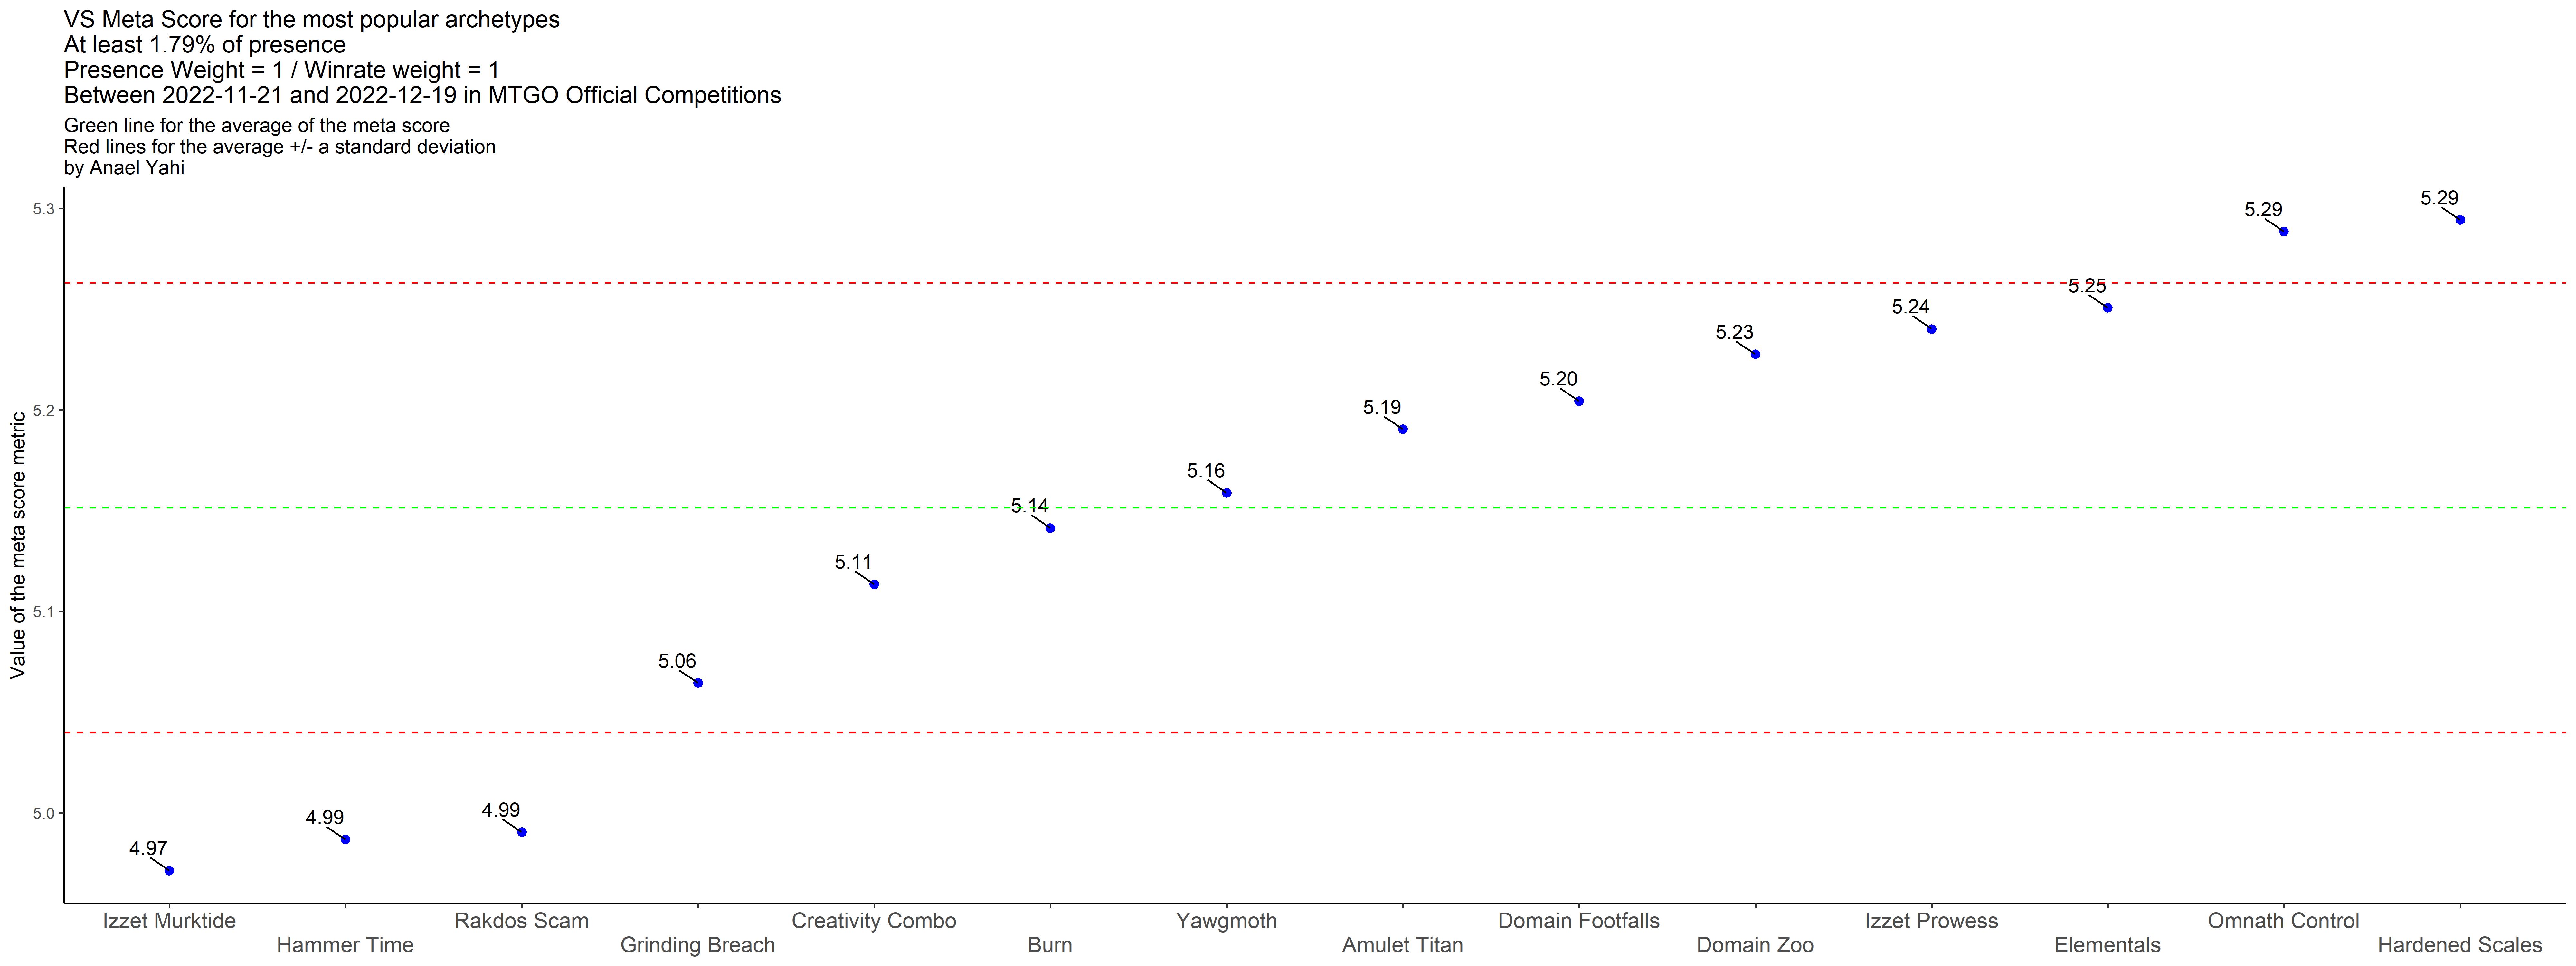 VS Meta Score for the most popular archetypes
At least 1.79% of presence
Presence Weight = 1 / Winrate weight = 1
Between 2022-11-21 and 2022-12-19 in MTGO Official Competitions
Green line for the average of the meta score
Red lines for the average +/- a standard deviation
by Anael Yahi
Value of the meta score metric
5.3
5.2
5.1
5.0
4.97
4.99
4.99
5.06
5.11
5.14
5.16
5.19
5.20
5.23
5.24
5.25
5.29
5.29
Izzet Murktide
Hammer Time
Rakdos Scam
Grinding Breach
Creativity Combo
Burn
Yawgmoth
Amulet Titan
Domain Footfalls
Domain Zoo
Izzet Prowess
Elementals
Omnath Control
Hardened Scales